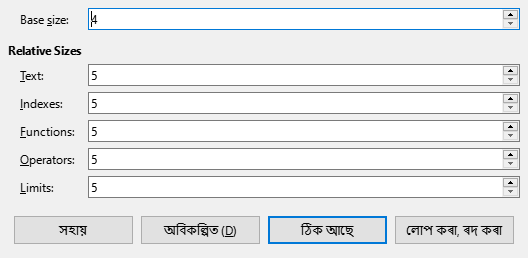 Base size: 4
Relative Sizes
Text: 5
Indexes: 5
Functions: 5
Operators: 5
Limits: 5
সহায় অবিকল্পিত (D) ঠিক আছে লোপ কৰা, ৰদ কৰা